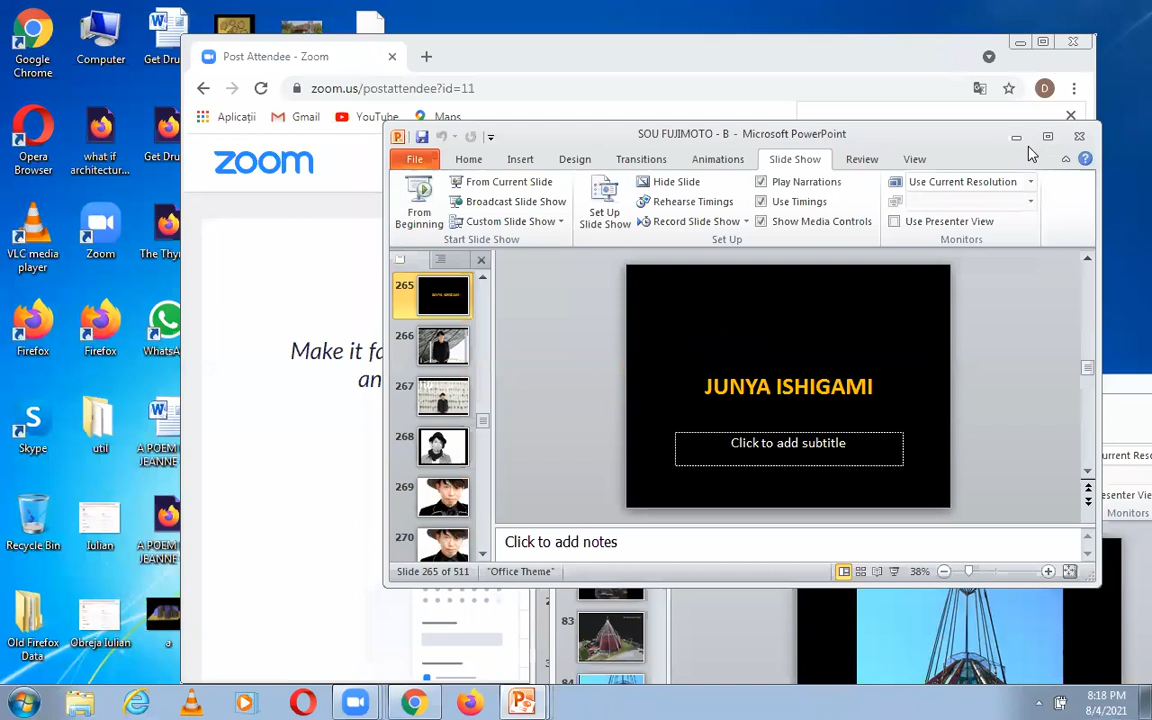 Google
Chrome
Computer
Get Dru
Opera
Browser
what if
architectur...
Get Dru
VLC media
player
Zoom
The Thy
Firefox
Firefox
WhatsA
Skype
util
A POEM
JEANNE
Recycle Bin
Iulian
A POEM
JEANNE
Old Firefox
Data
Obreja Iulian
a
Post Attendee - Zoom
zoom.us/postattendee?id=11
D
Aplicații
Gmail
YouTube
Maps
zoom
Make it fa
an
SOU FUJIMOTO - B - Microsoft PowerPoint
File
Home
Insert
Design
Transitions
Animations
Slide Show
Review
View
From
Beginning
From Current Slide
Broadcast Slide Show
Custom Slide Show
Start Slide Show
Set Up
Slide Show
Hide Slide
Rehearse Timings
Record Slide Show
Play Narrations
Use Timings
Show Media Controls
Set Up
Use Current Resolution
Use Presenter View
Monitors
265
266
267
268
269
270
JUNYA ISHIGAMI
Click to add subtitle
Click to add notes
Slide 265 of 511
"Office Theme"
38%
urrent Resol
esenter Vie
Monitors
83
84
8:18 PM
8/4/2021